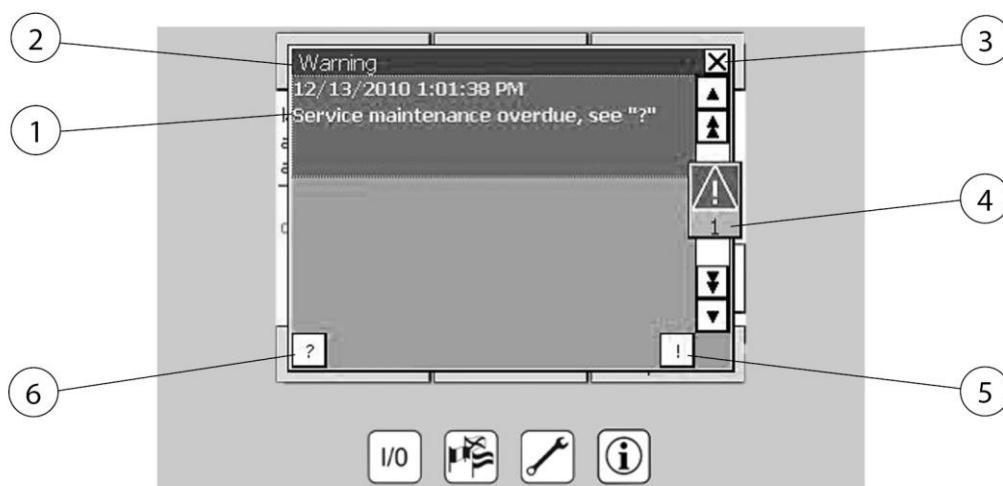 2
3
Warning
12/13/2010 1:01:38 PM
1
Service maintenance overdue, see "?"
4
1
?
!
6
5
I/0